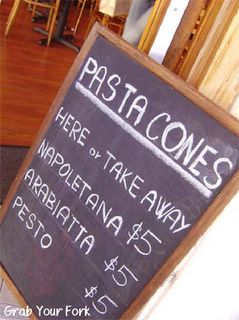 PASTA CONES
HERE or TAKE AWAY
NAPOLETANA $5
ARABIATTA $5
PESTO $5
Grab Your Fork